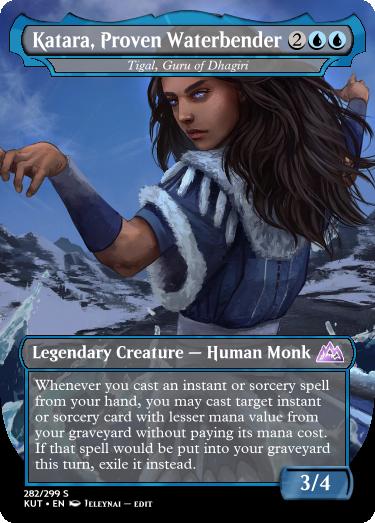 Katara, Proven Waterbender 2
Tigal, Guru of Dhagiri
Legendary Creature — Human Monk
Whenever you cast an instant or sorcery spell
from your hand, you may cast target instant
or sorcery card with lesser mana value from
your graveyard without paying its mana cost.
If that spell would be put into your graveyard
this turn, exile it instead.
3/4
282/299 S
KUT • EN Jeleynai — edit